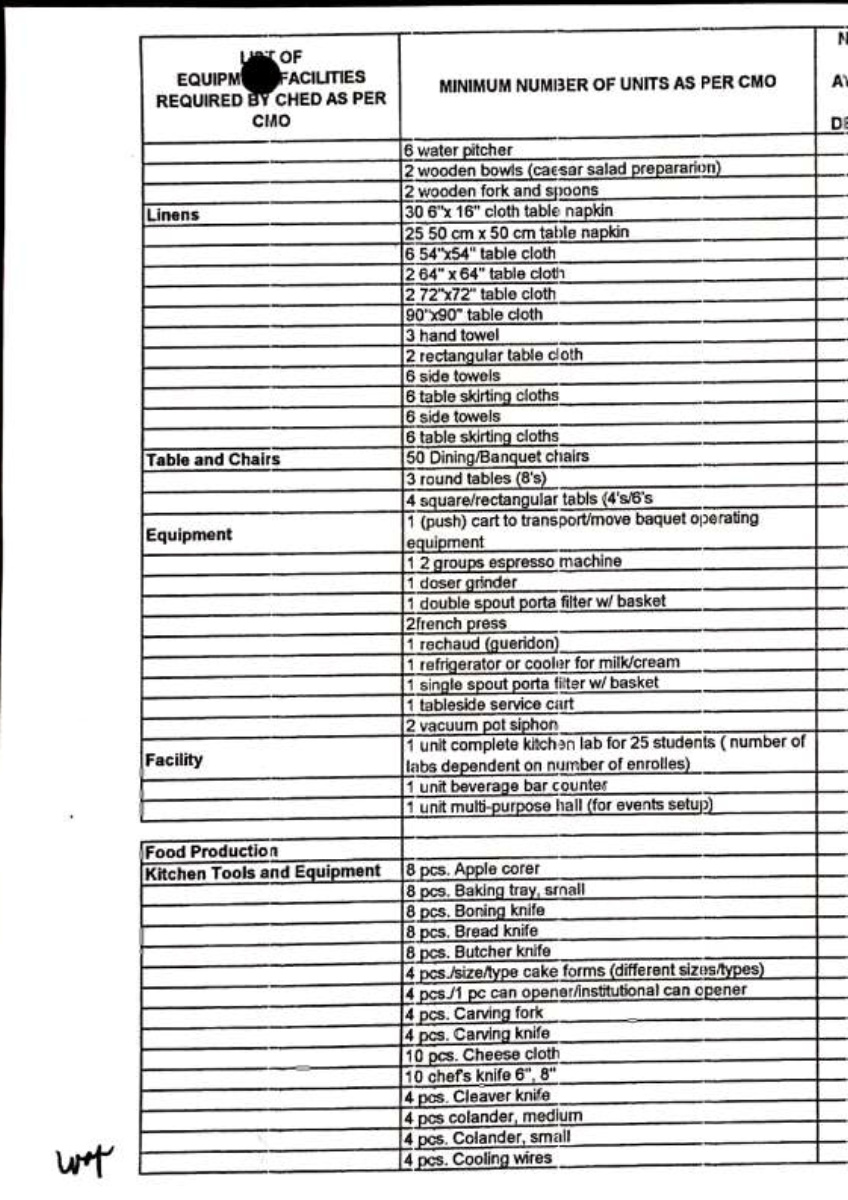 LIST OF
EQUIPM FACILITIES
REQUIRED BY CHED AS PER
CMO
MINIMUM NUMBER OF UNITS AS PER CMO
N
AV
DE
6 water pitcher
2 wooden bowls (caesar salad prepararion)
2 wooden fork and spoons
Linens
30 6"x 16" cloth table napkin
25 50 cm x 50 cm table napkin
6 54"x54" table cloth
2 64" x 64" table cloth
2 72"x72" table cloth
90"x90" table cloth
3 hand towel
2 rectangular table cloth
6 side towels
6 table skirting cloths
6 side towels
6 table skirting cloths
Table and Chairs
50 Dining/Banquet chairs
3 round tables (8's)
4 square/rectangular tabls (4's/6's
Equipment
1 (push) cart to transport/move baquet operating
equipment
1 2 groups espresso machine
1 doser grinder
1 double spout porta filter w/ basket
2french press
1 rechaud (gueridon)
1 refrigerator or cooler for milk/cream
1 single spout porta filter w/ basket
1 tableside service cart
2 vacuum pot siphon
Facility
1 unit complete kitchen lab for 25 students ( number of
labs dependent on number of enrolles)
1 unit beverage bar counter
1 unit multi-purpose hall (for events setup)
Food Production
Kitchen Tools and Equipment
8 pcs. Apple corer
8 pcs. Baking tray, small
8 pcs. Boning knife
8 pcs. Bread knife
8 pcs. Butcher knife
4 pcs./size/type cake forms (different sizes/types)
4 pcs./1 pc can opener/institutional can opener
4 pcs. Carving fork
4 pcs. Carving knife
10 pcs. Cheese cloth
10 chef's knife 6", 8"
4 pcs. Cleaver knife
4 pcs colander, medium
4 pcs. Colander, small
4 pcs. Cooling wires